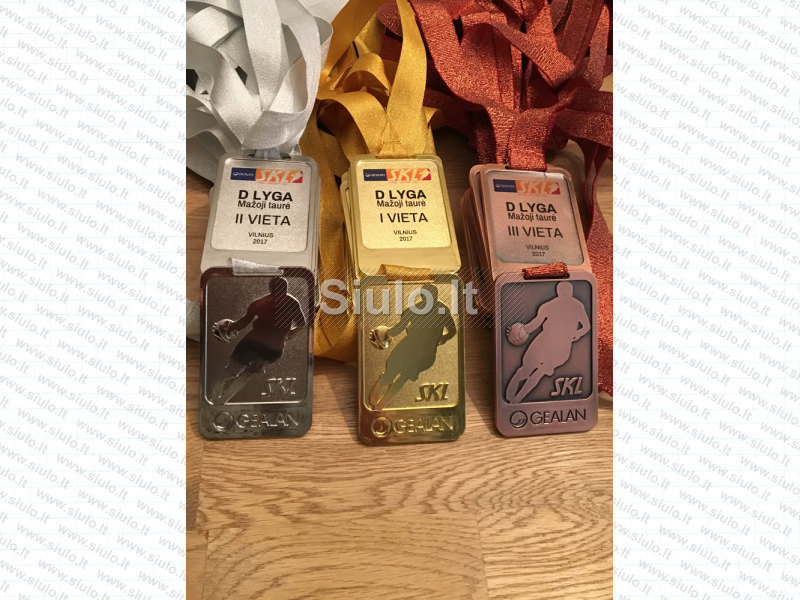 GEALAN SKL
D LYGA
Mažoji taurė
II VIETA
VILNIUS
2017
GEALAN SKL
D LYGA
Mažoji taurė
I VIETA
VILNIUS
2017
GEALAN SKL
D LYGA
Mažoji taurė
III VIETA
VILNIUS
2017
Siulo.lt
SKL
GEALAN
SKL
GEALAN
SKL
GEALAN
www.siulo.lt